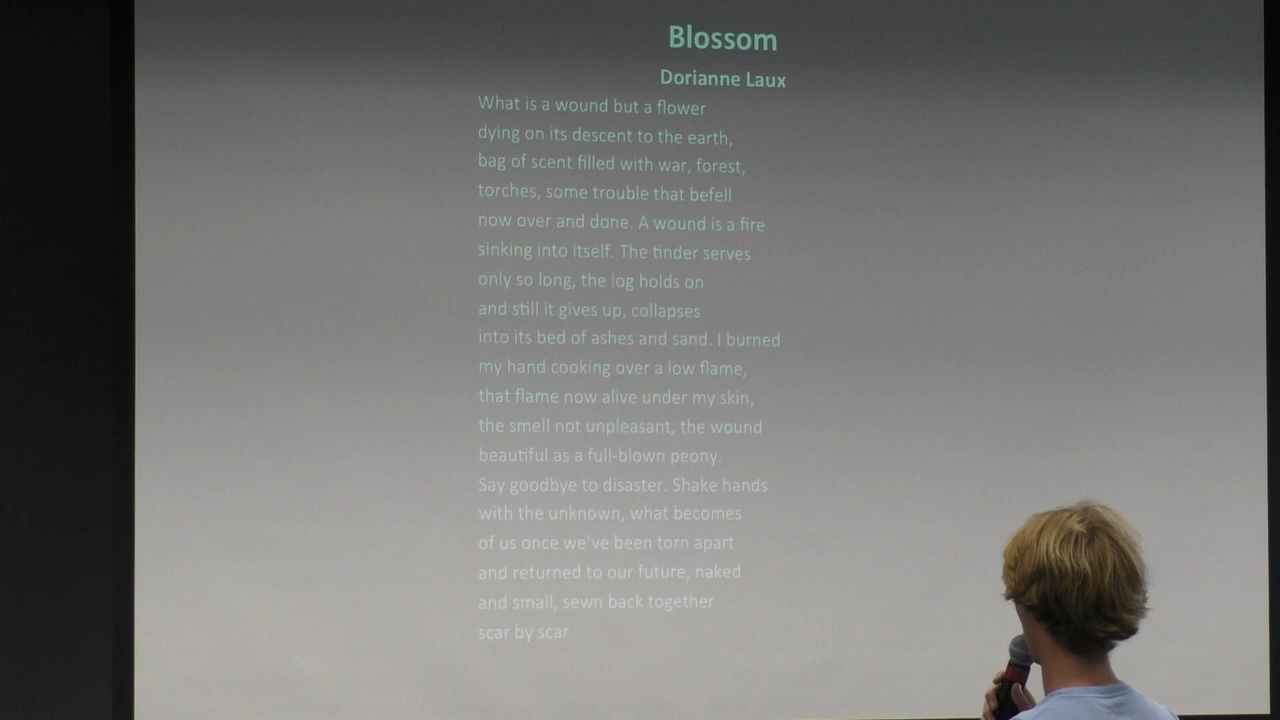 Blossom
Dorianne Laux
What is a wound but a flower
dying on its descent to the earth,
bag of scent filled with war, forest,
torches, some trouble that befell
now over and done. A wound is a fire
sinking into itself. The tinder serves
only so long, the log holds on
and still it gives up, collapses
into its bed of ashes and sand. I burned
my hand cooking over a low flame,
that flame now alive under my skin,
the smell not unpleasant, the wound
beautiful as a full-blown peony.
Say goodbye to disaster. Shake hands
with the unknown, what becomes
of us once we've been torn apart
and returned to our future, naked
and small, sewn back together
scar by scar